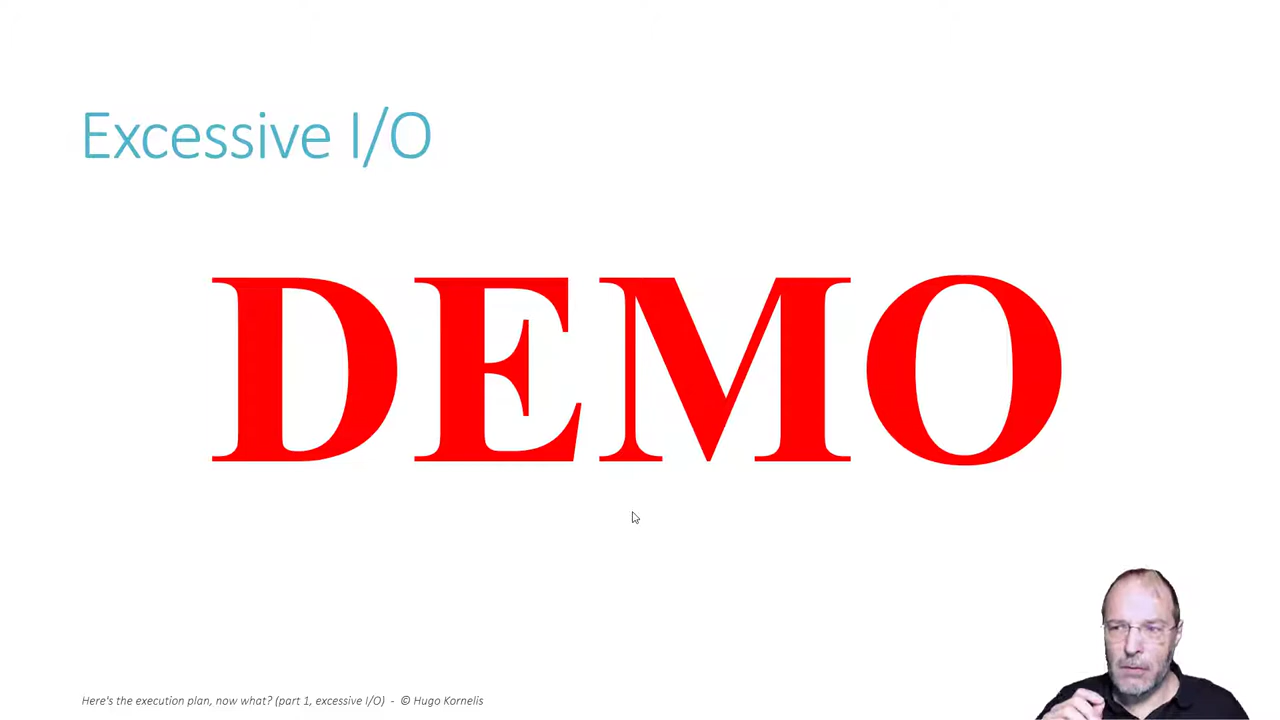 Excessive I/O
DEMO
Here's the execution plan, now what? (part 1, excessive I/O) - © Hugo Kornelis